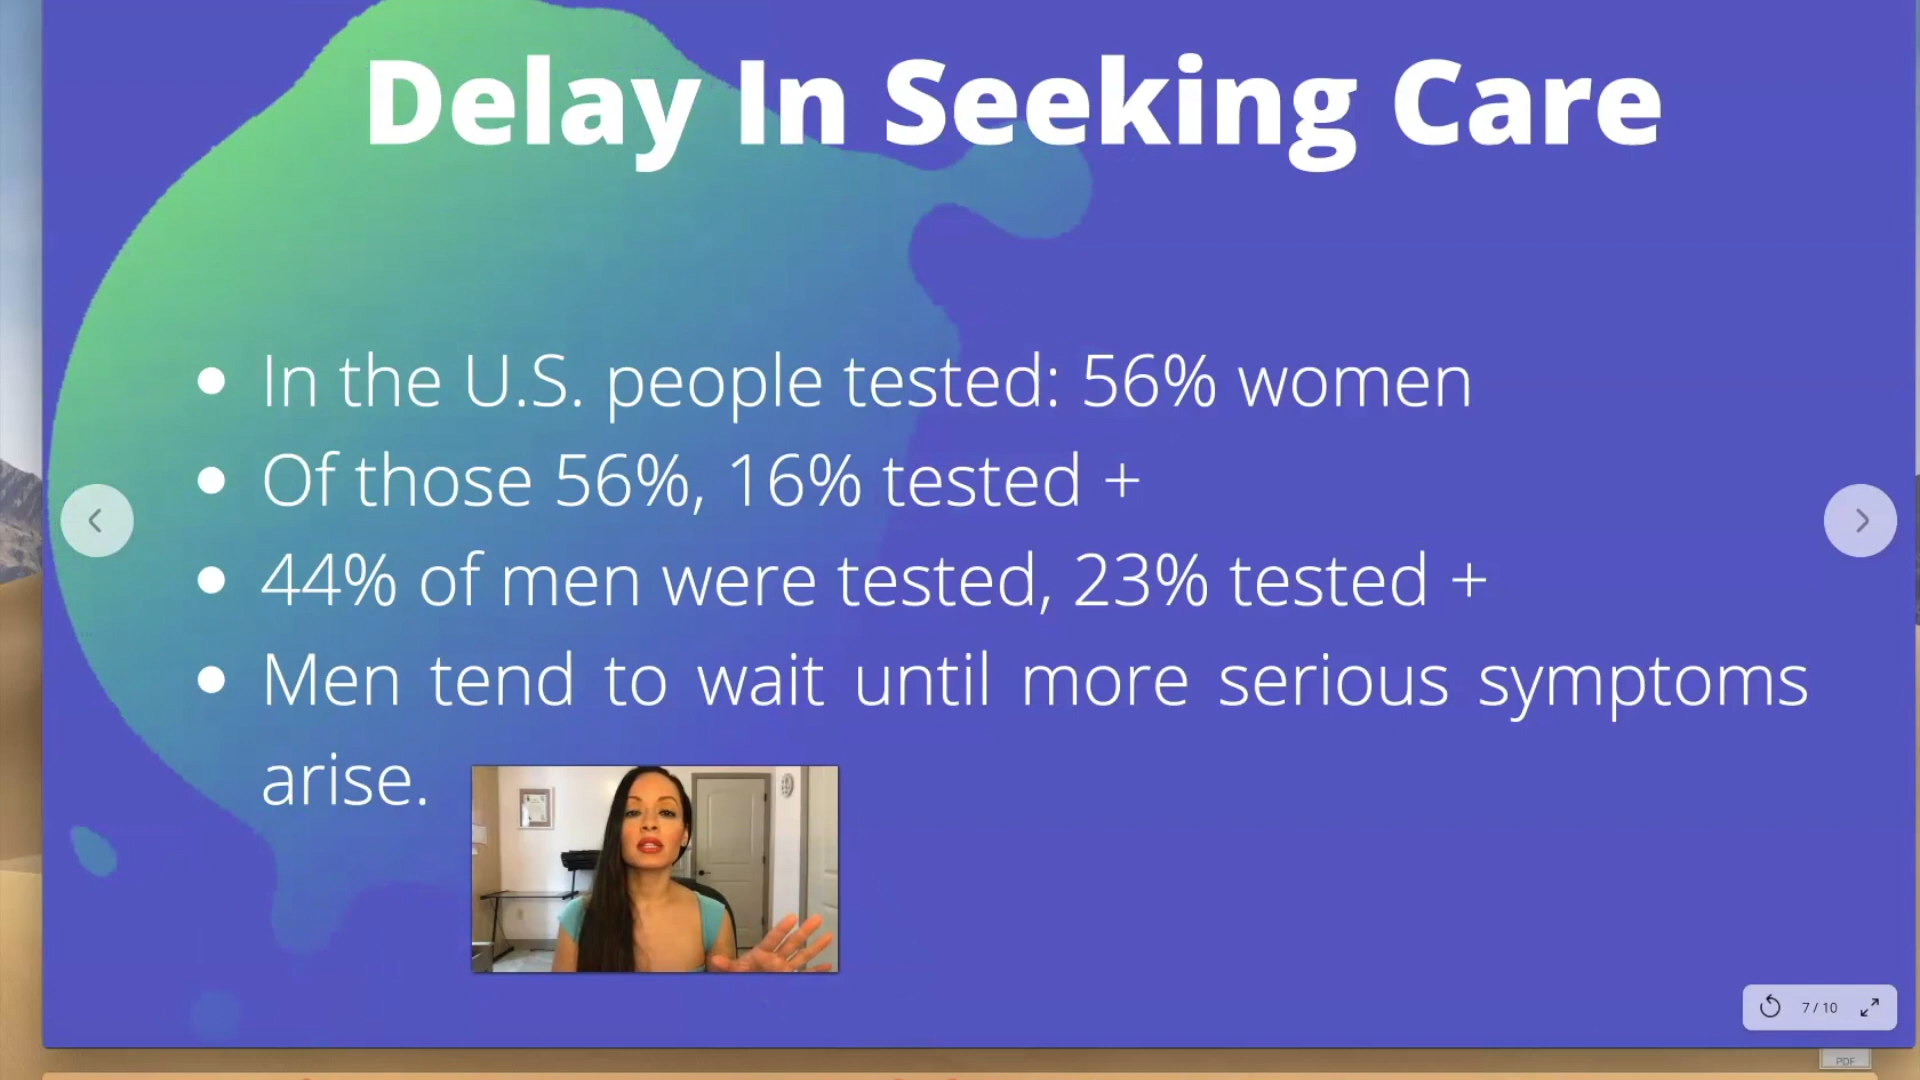 Delay In Seeking Care
In the U.S. people tested: 56% women
Of those 56%, 16% tested +
44% of men were tested, 23% tested +
Men tend to wait until more serious symptoms
arise.
7 / 10
PDF